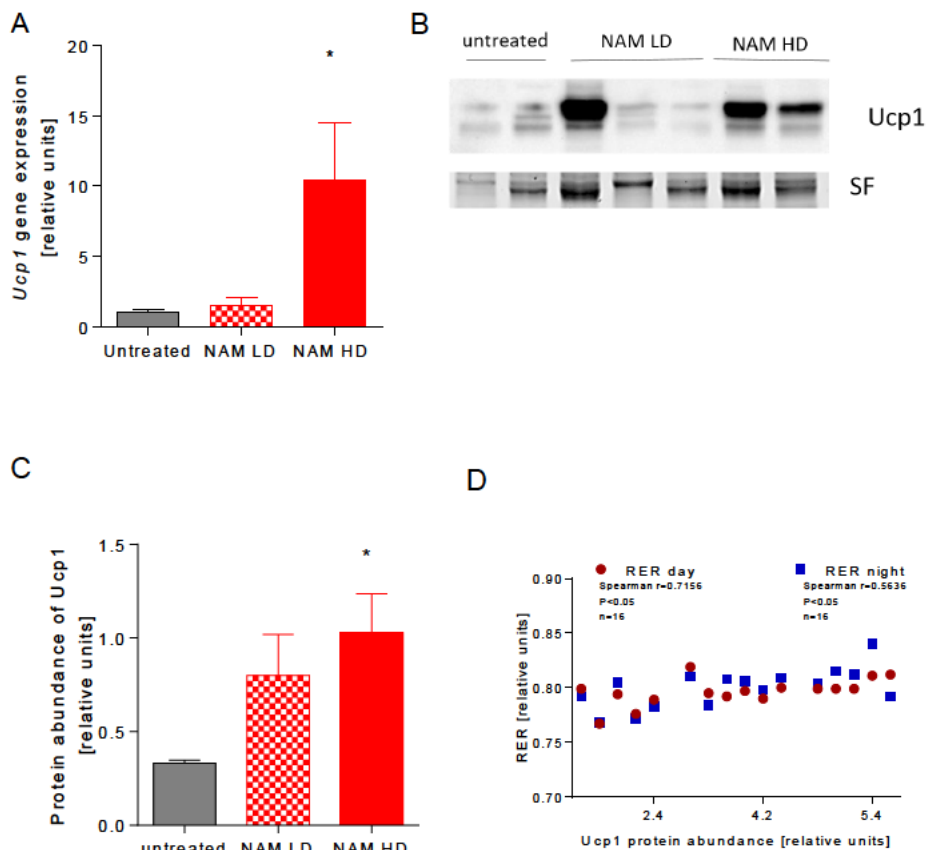 A
Ucp1 gene expression
[relative units]
20
15
10
5
0
*
Untreated NAM LD NAM HD
B
untreated NAM LD NAM HD
Ucp1
SF
C
Protein abundance of Ucp1
[relative units]
1.5
1.0
0.5
0.0
*
untreated NAM LD NAM HD
D
RER day
Spearman r=0.7156
P<0.05
n=16
RER night
Spearman r=0.5636
P<0.05
n=16
RER [relative units]
0.90
0.85
0.80
0.75
0.70
2.4 4.2 5.4
Ucp1 protein abundance [relative units]